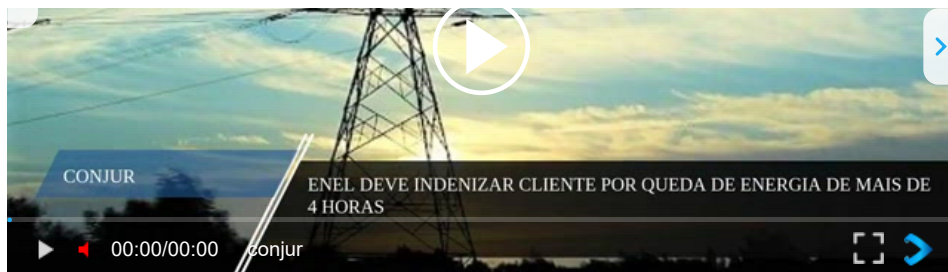 CONJUR
ENEL DEVE INDENIZAR CLIENTE POR QUEDA DE ENERGIA DE MAIS DE
4 HORAS
00:00/00:00 conjur